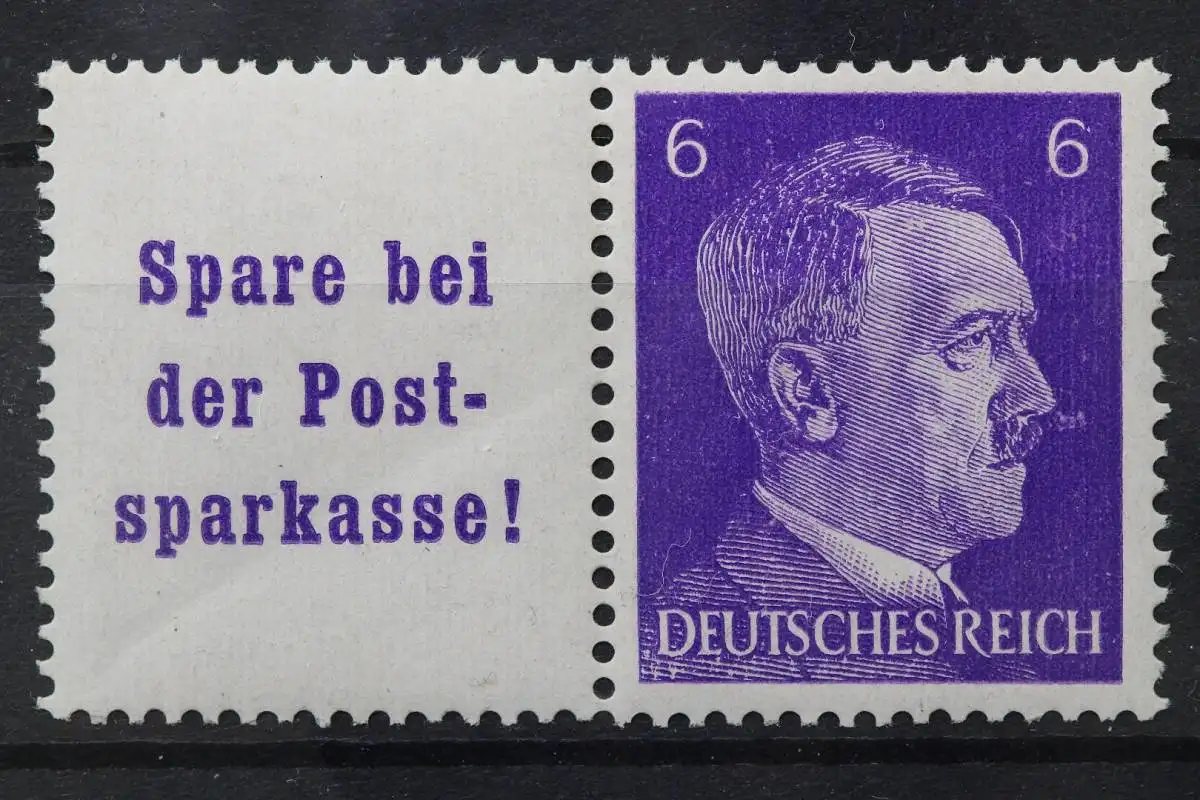 Spare bei
der Post-
sparkasse!
6 6
DEUTSCHES REICH